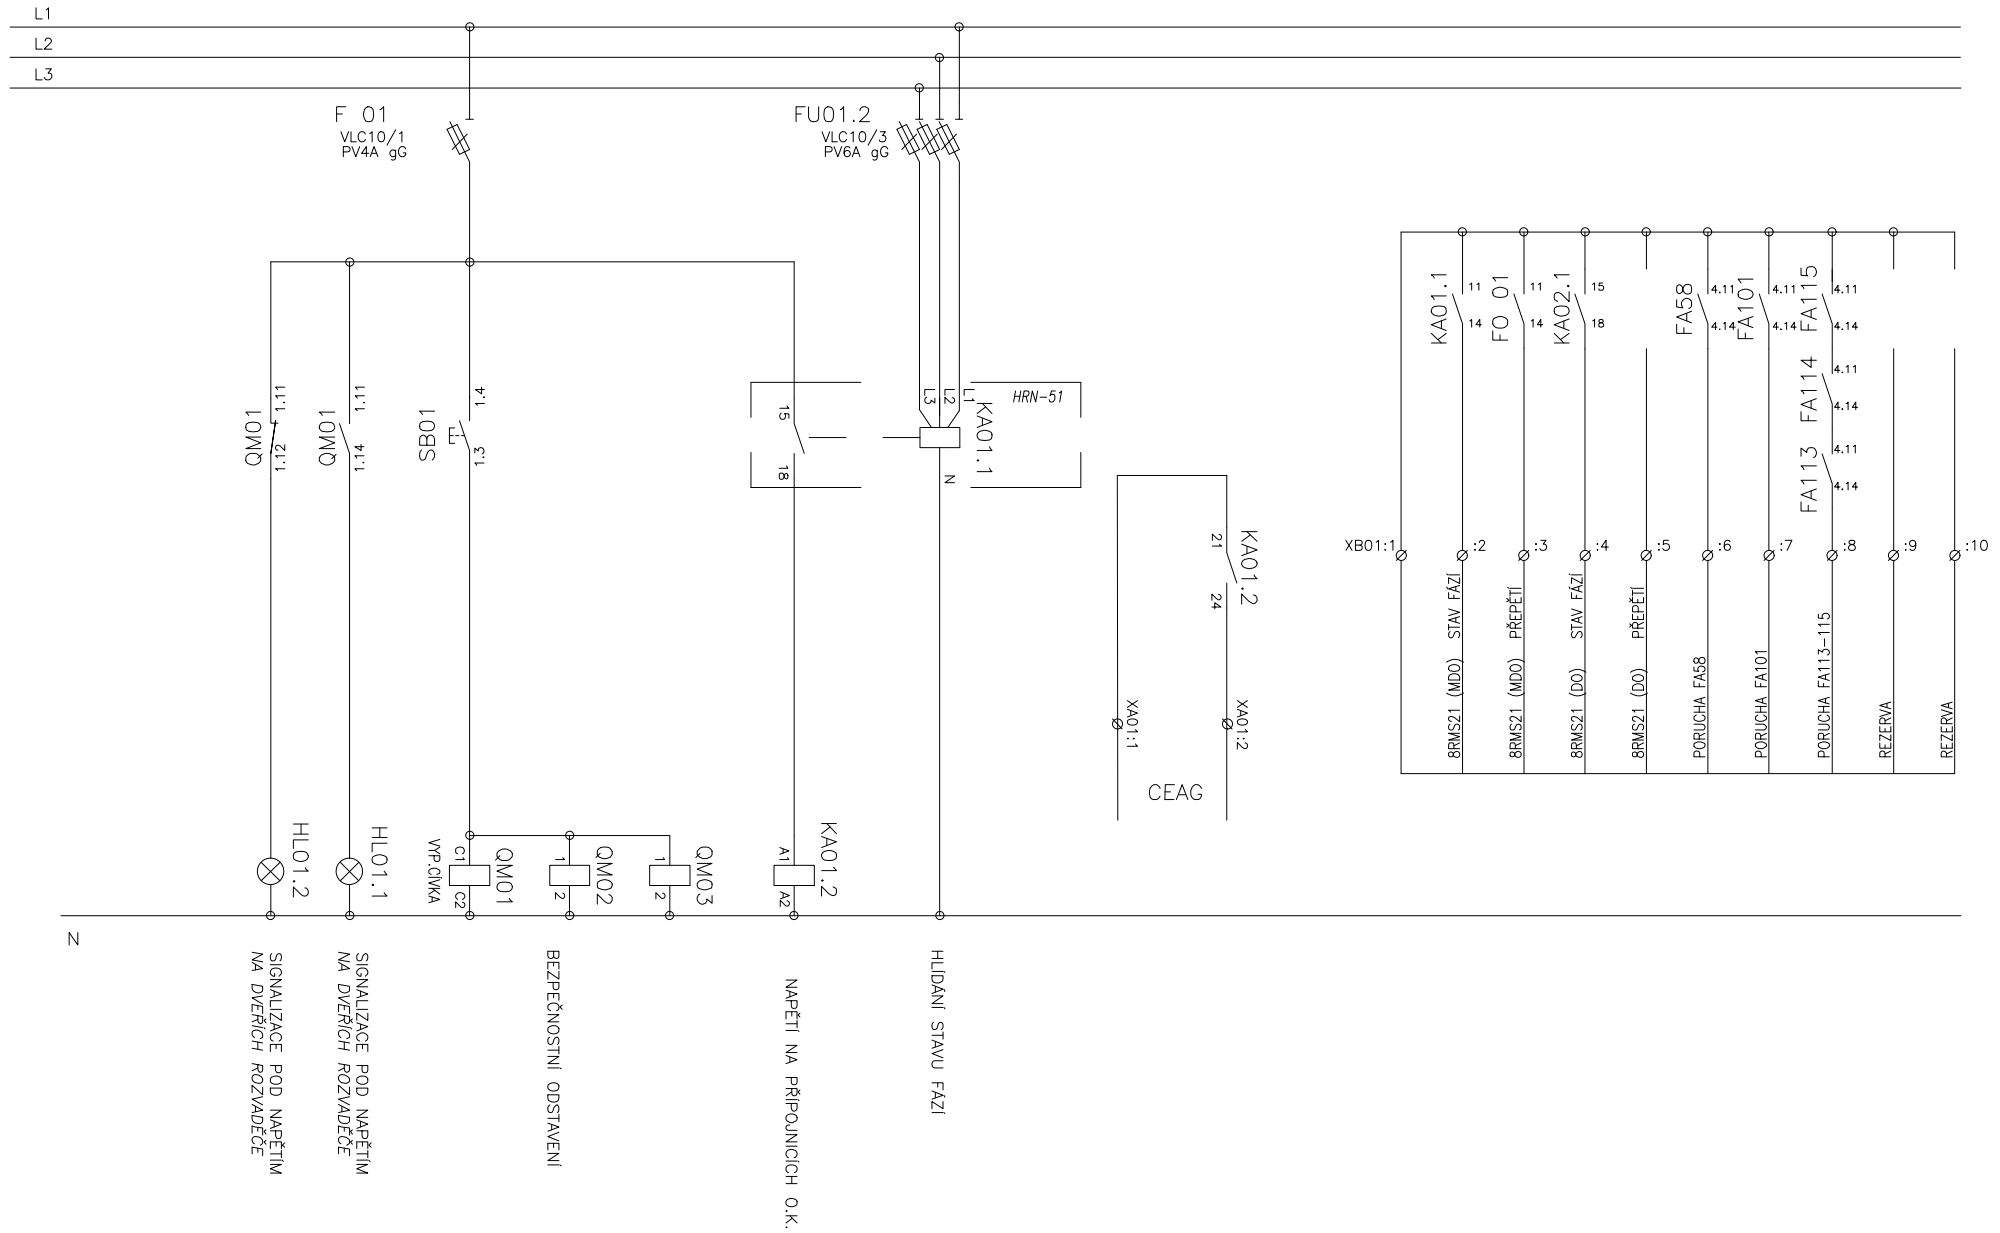 L1
L2
L3
F 01
VLC10/1
PV4A gG
FU01.2
VLC10/3
PV6A gG
1.11
1.12
QM01
1.11
1.14
QM01
1.4
1.3
SB01
15
18
L3
L2
L1
KA01.1
N
HRN-51
21
24
KA01.2
XA01:1
XA01:2
CEAG
KA01.1
11
14
FO 01
11
14
KA02.1
15
18
FA58
4.11
4.14
FA101
4.11
4.14
FA115
4.11
4.14
FA114
4.11
4.14
FA113
4.11
4.14
XB01:1
:2
:3
:4
:5
:6
:7
:8
:9
:10
8RMS21 (MDO) STAV FÁZÍ
8RMS21 (MDO) PŘEPĚTÍ
8RMS21 (DO) STAV FÁZÍ
8RMS21 (DO) PŘEPĚTÍ
PORUCHA FA58
PORUCHA FA101
PORUCHA FA113-115
REZERVA
REZERVA
HL01.2
HL01.1
VYP.CÍVKA
C1
C2
QM01
1
2
QM02
1
2
QM03
A1
A2
KA01.2
N
SIGNALIZACE POD NAPĚTÍM
NA DVEŘÍCH ROZVADĚČE
SIGNALIZACE POD NAPĚTÍM
NA DVEŘÍCH ROZVADĚČE
BEZPEČNOSTNÍ ODSTAVENÍ
NAPĚTÍ NA PŘÍPOJNICÍCH O.K.
HLÍDÁNÍ STAVU FÁZÍ